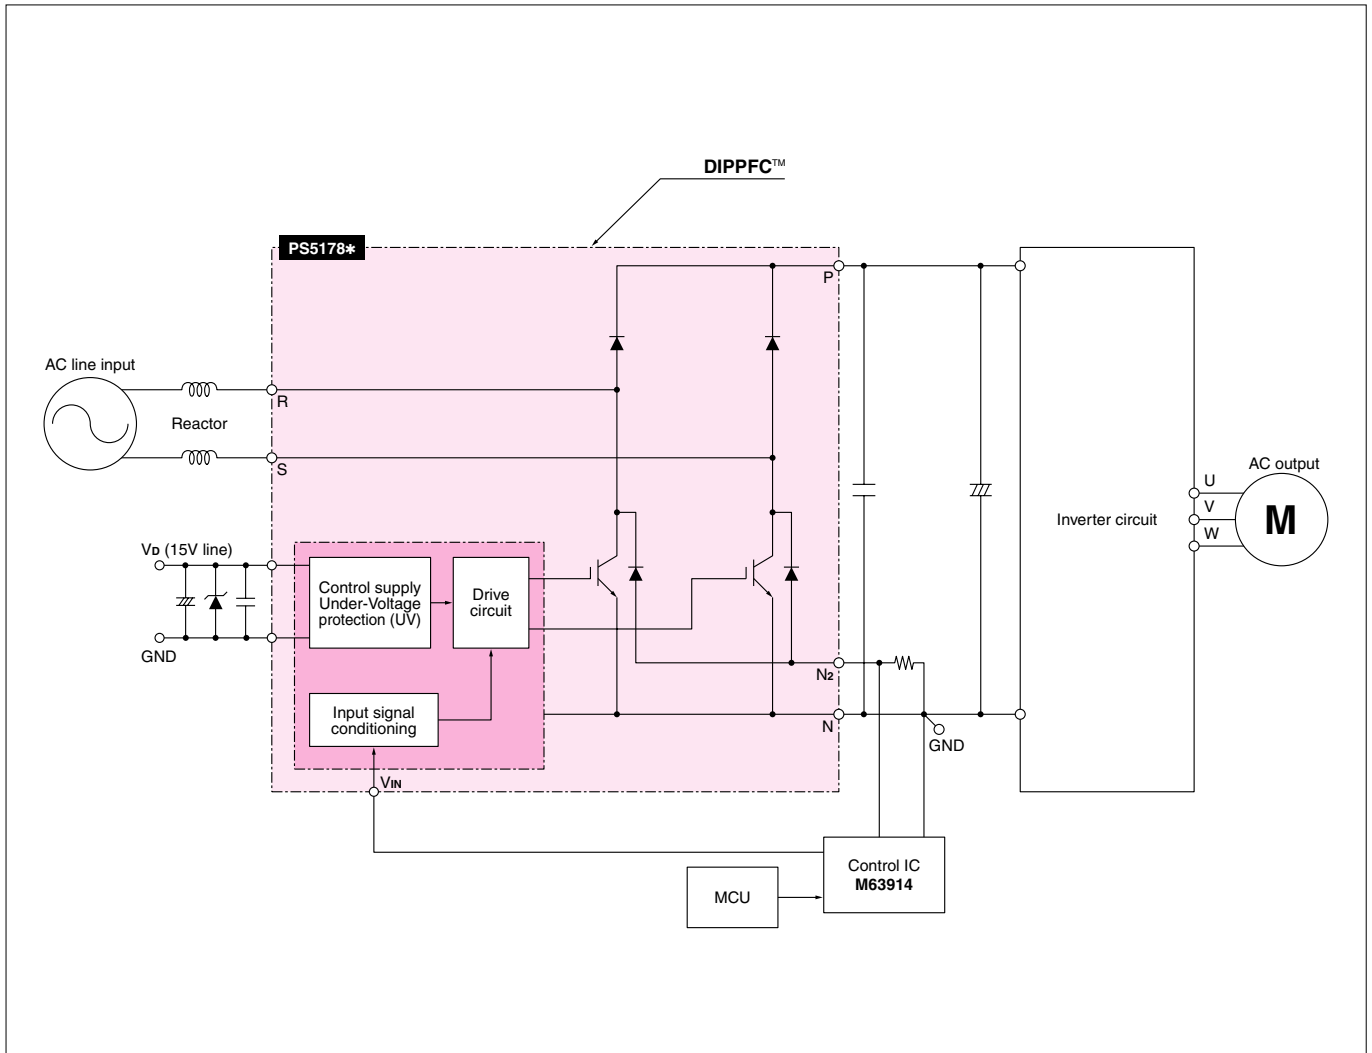 DIPPFC™
PS5178*
P
AC line input
R
Reactor
S
AC output
U
V
W
M
Inverter circuit
VD (15V line)
Control supply
Under-Voltage
protection (UV)
Drive
circuit
GND
N2
Input signal
conditioning
N
GND
VIN
Control IC
M63914
MCU